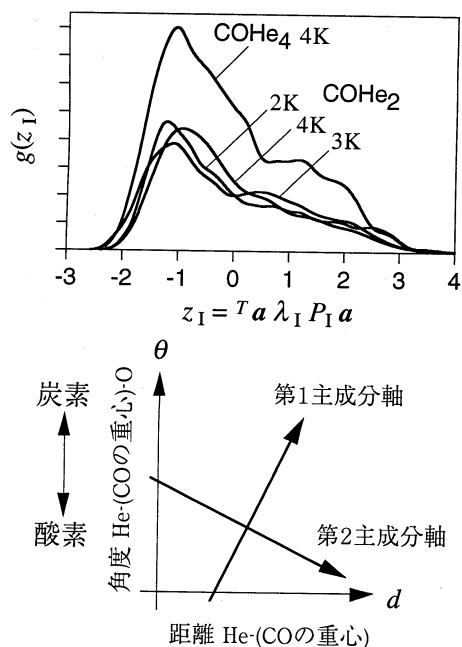 COHe4 4K
COHe2
2K
4K
3K
g(zI)
-3 -2 -1 0 1 2 3 4
zI = T a λI PI a
θ
炭素
酸素
角度 He-(COの重心)-O
第1主成分軸
第2主成分軸
d
距離 He-(COの重心)